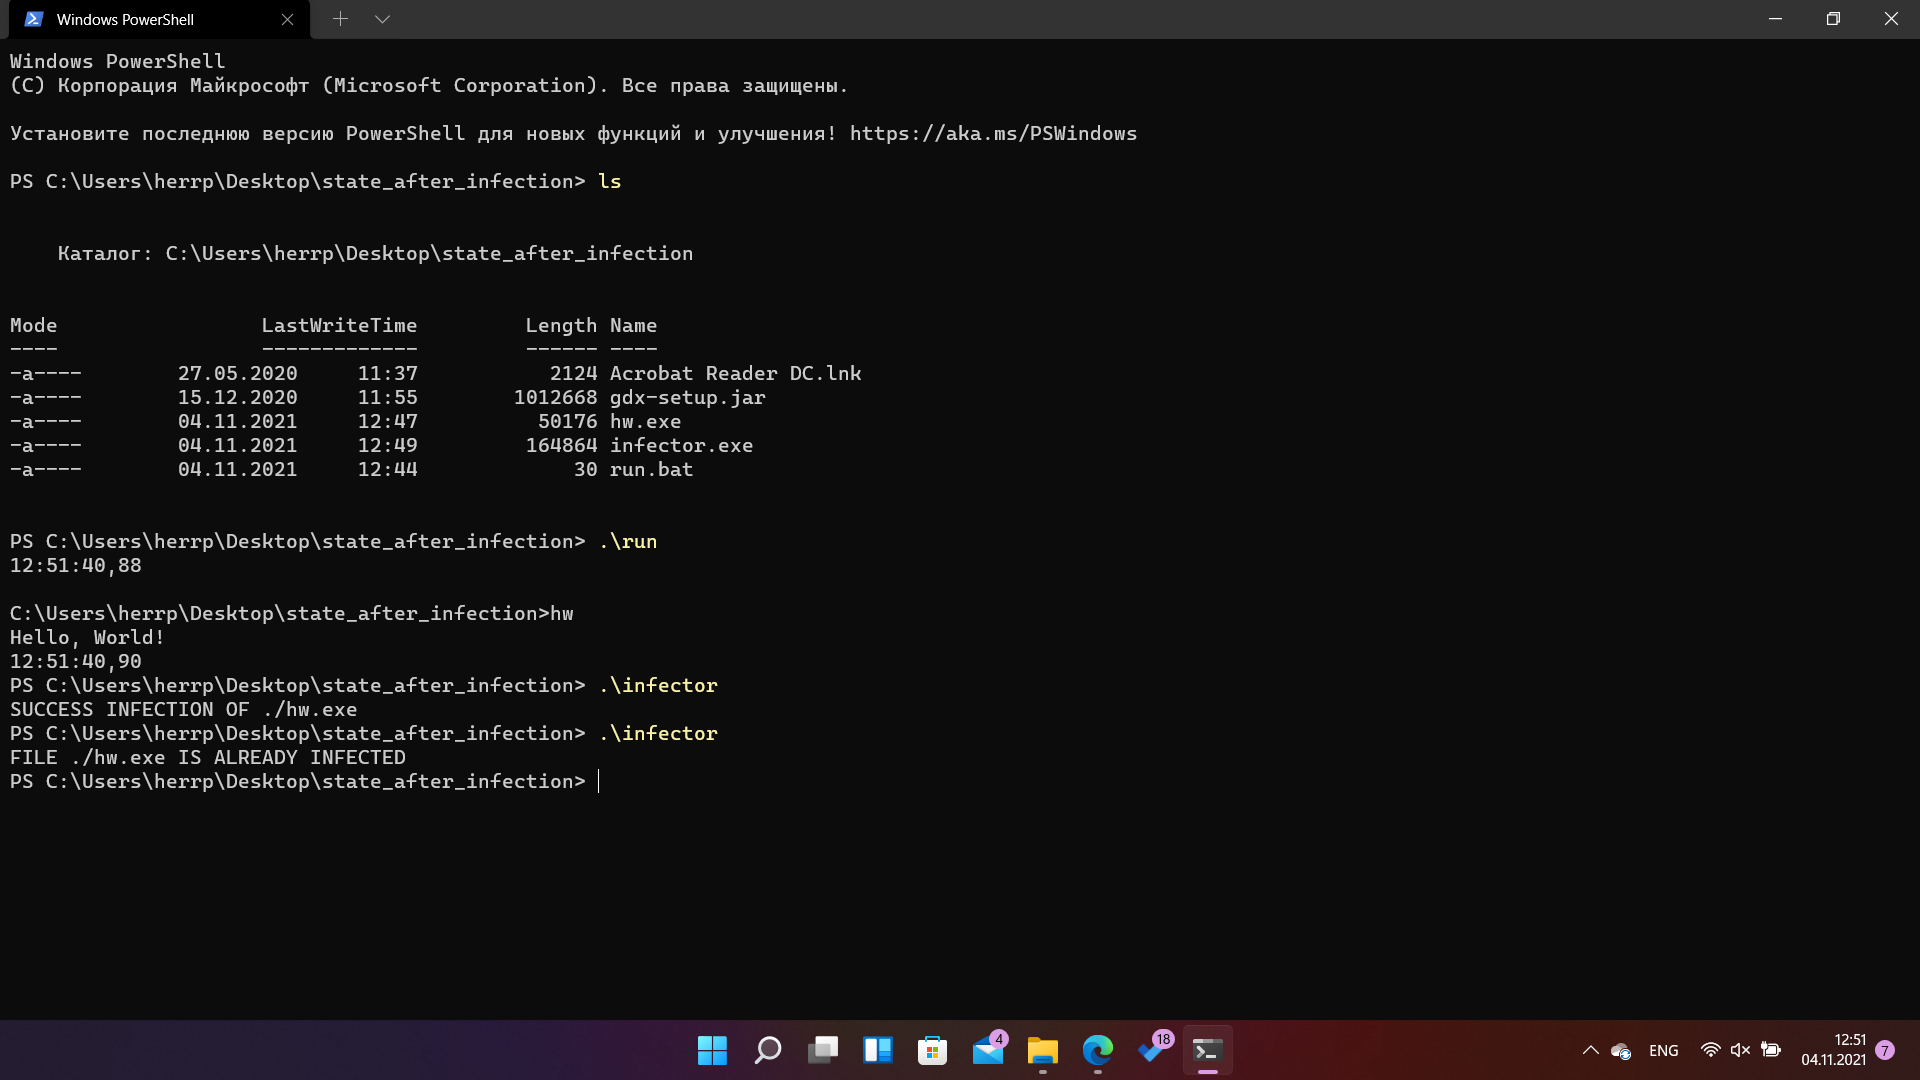 Windows PowerShell
Windows PowerShell
(C) Корпорация Майкрософт (Microsoft Corporation). Все права защищены.
Установите последнюю версию PowerShell для новых функций и улучшения! https://aka.ms/PSWindows
PS C:\Users\herrp\Desktop\state_after_infection> ls
Каталог: C:\Users\herrp\Desktop\state_after_infection
Mode                 LastWriteTime         Length Name
----                 -------------         ------ ----
-a----        27.05.2020     11:37           2124 Acrobat Reader DC.lnk
-a----        15.12.2020     11:55        1012668 gdx-setup.jar
-a----        04.11.2021     12:47          50176 hw.exe
-a----        04.11.2021     12:49         164864 infector.exe
-a----        04.11.2021     12:44             30 run.bat
PS C:\Users\herrp\Desktop\state_after_infection> .\run
12:51:40,88
C:\Users\herrp\Desktop\state_after_infection>hw
Hello, World!
12:51:40,90
PS C:\Users\herrp\Desktop\state_after_infection> .\infector
SUCCESS INFECTION OF ./hw.exe
PS C:\Users\herrp\Desktop\state_after_infection> .\infector
FILE ./hw.exe IS ALREADY INFECTED
PS C:\Users\herrp\Desktop\state_after_infection>
4
18
ENG
12:51
04.11.2021
7